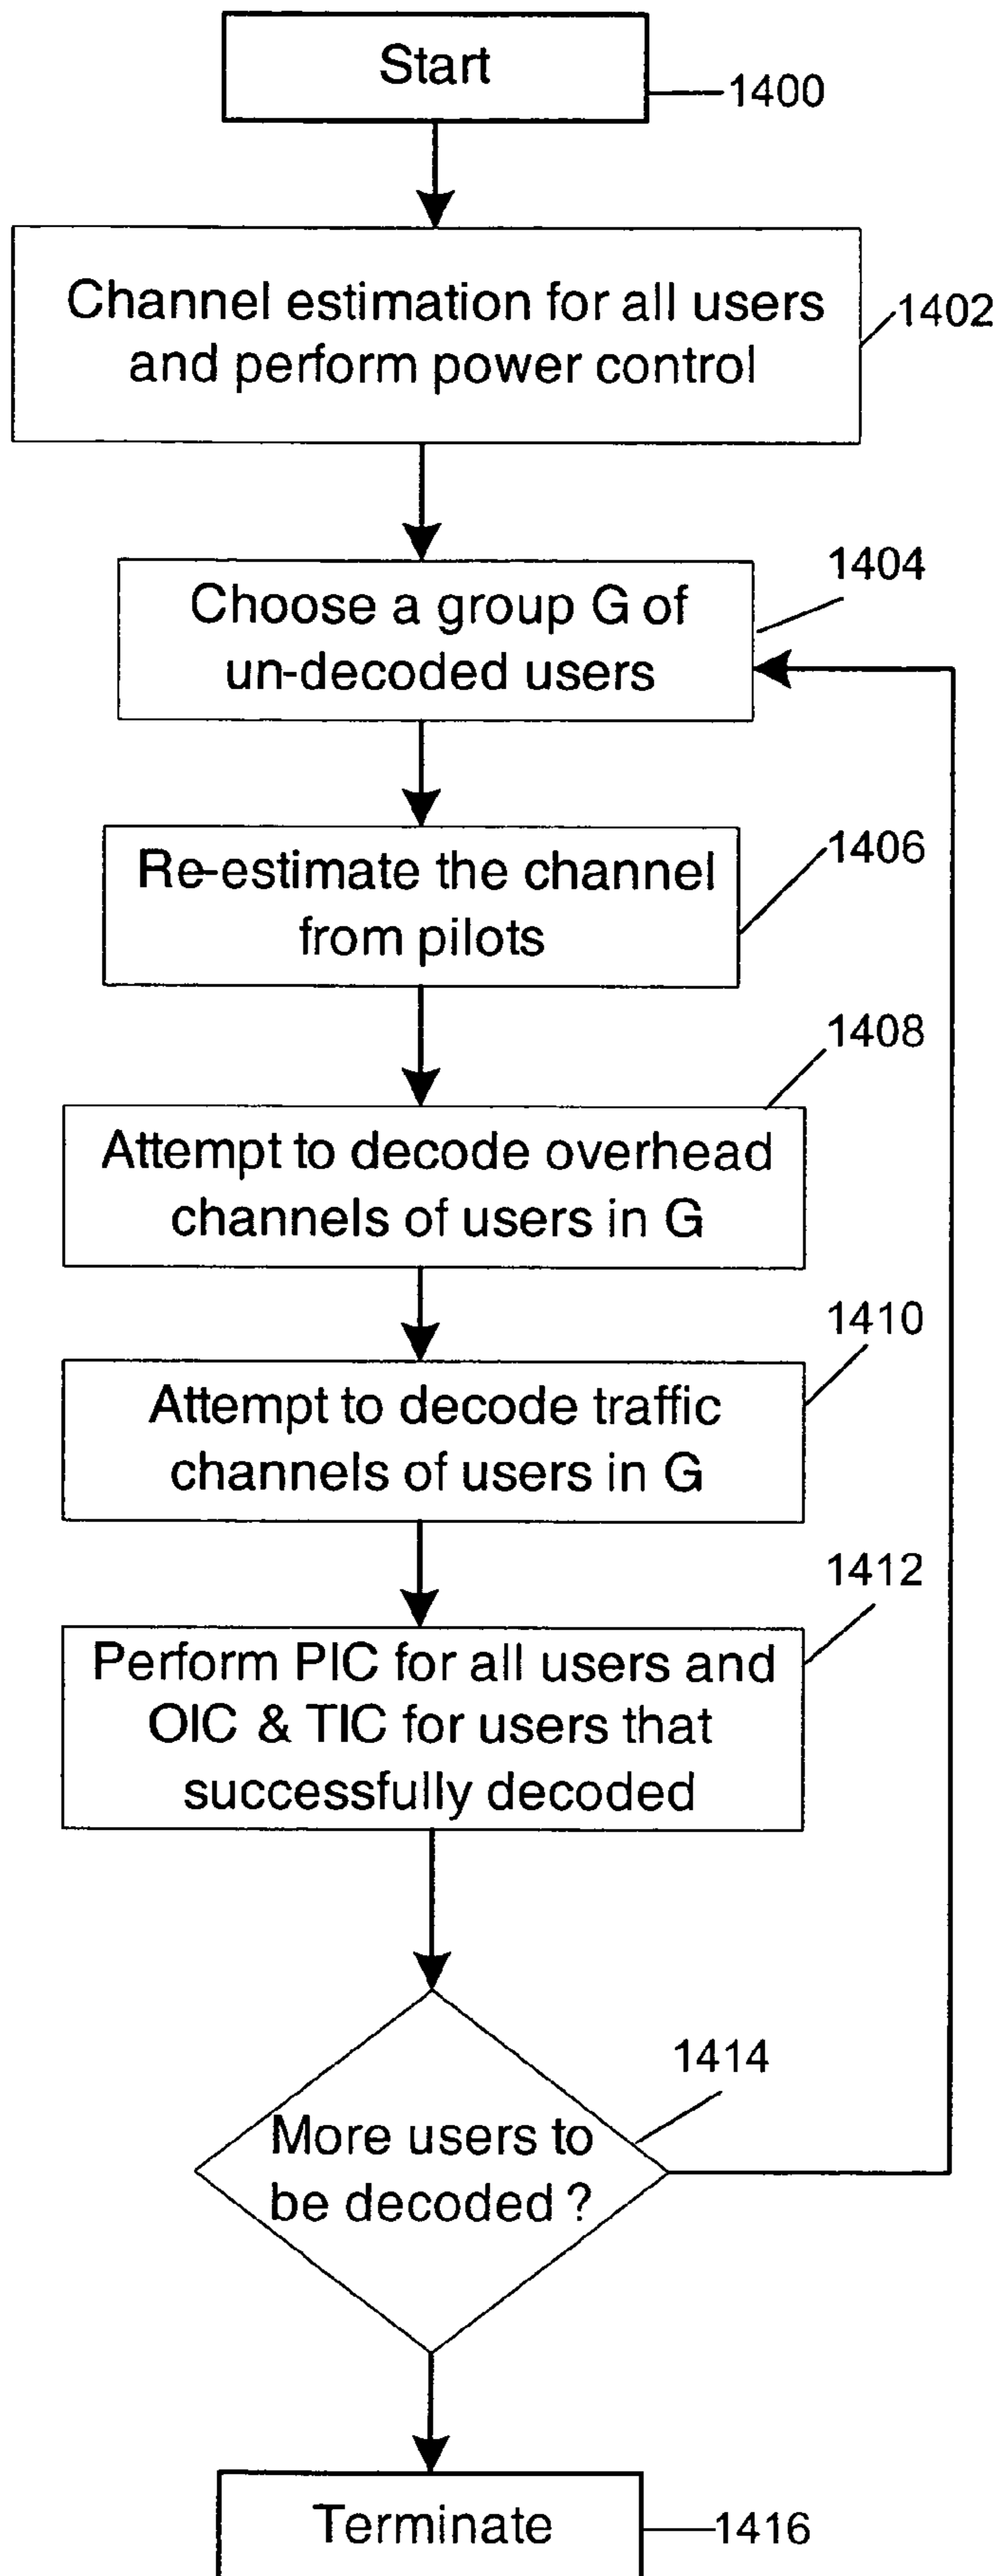 Start
1400
Channel estimation for all users
and perform power control
1402
1404
Choose a group G of
un-decoded users
1406
Re-estimate the channel
from pilots
1408
Attempt to decode overhead
channels of users in G
1410
Attempt to decode traffic
channels of users in G
1412
Perform PIC for all users and
OIC & TIC for users that
successfully decoded
1414
More users to
be decoded ?
Terminate
1416